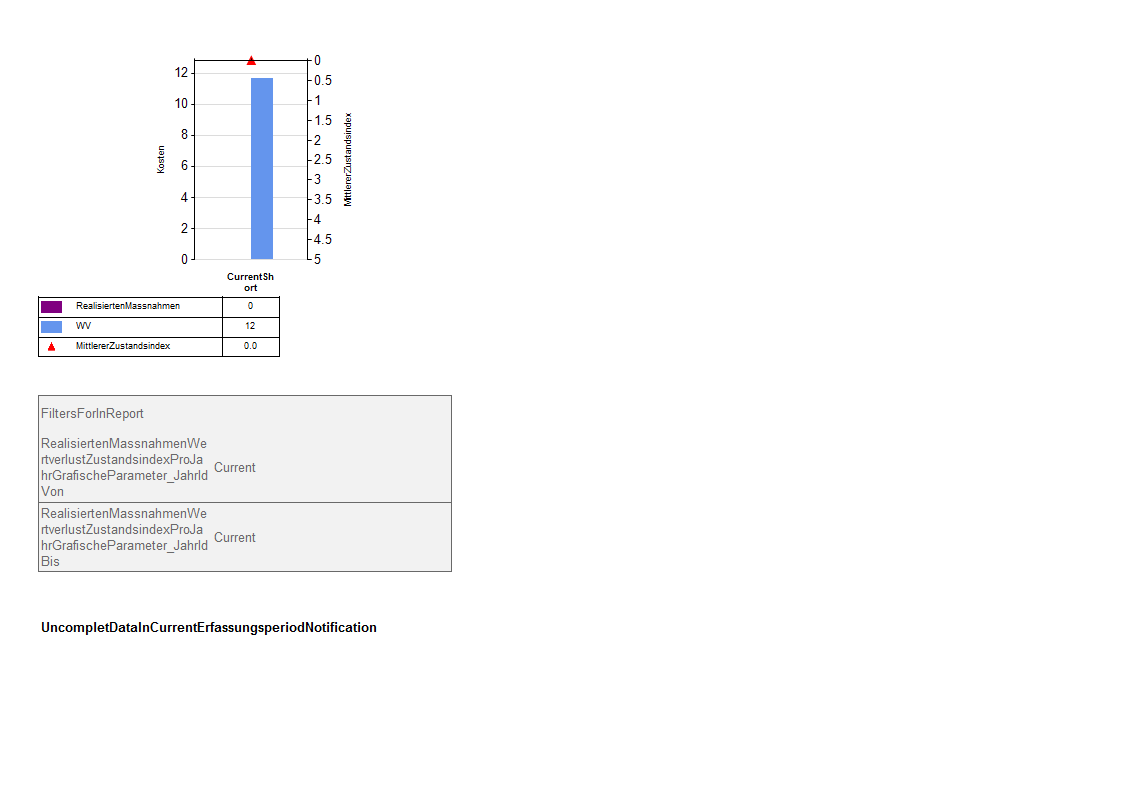 12
10
8
6
4
2
0
Kosten
0
0.5
1
1.5
2
2.5
3
3.5
4
4.5
5
MittlererZustandsindex
CurrentSh
ort
RealisiertenMassnahmen 0
WV 12
MittlererZustandsindex 0.0
FiltersForInReport
RealisiertenMassnahmenWe
rtverlustZustandsindexProJa
hrGrafischeParameter_JahrId
Von
Current
RealisiertenMassnahmenWe
rtverlustZustandsindexProJa
hrGrafischeParameter_JahrId
Bis
Current
UncompletDataInCurrentErfassungsperiodNotification